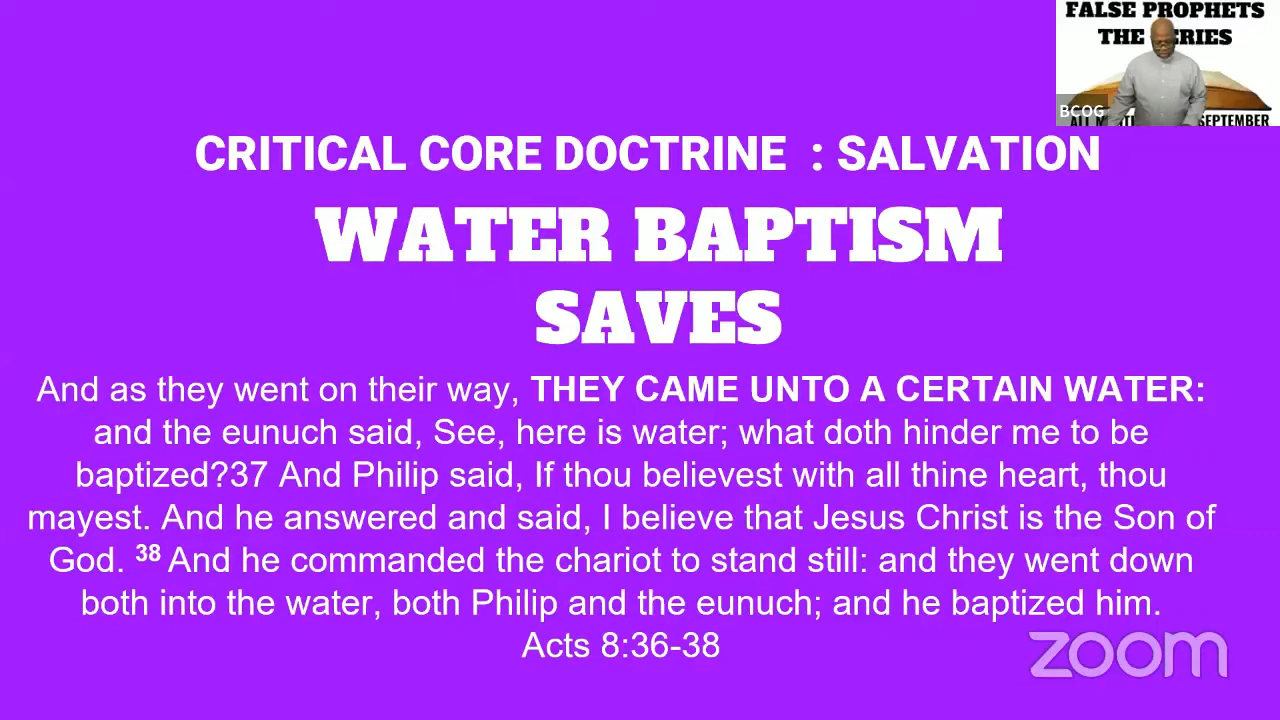 FALSE PROPHETS
THE SERIES
BCOG
SEPTEMBER
CRITICAL CORE DOCTRINE : SALVATION
WATER BAPTISM
SAVES
And as they went on their way, THEY CAME UNTO A CERTAIN WATER:
and the eunuch said, See, here is water; what doth hinder me to be
baptized?37 And Philip said, If thou believest with all thine heart, thou
mayest. And he answered and said, I believe that Jesus Christ is the Son of
God. 38 And he commanded the chariot to stand still: and they went down
both into the water, both Philip and the eunuch; and he baptized him.
Acts 8:36-38
zoom